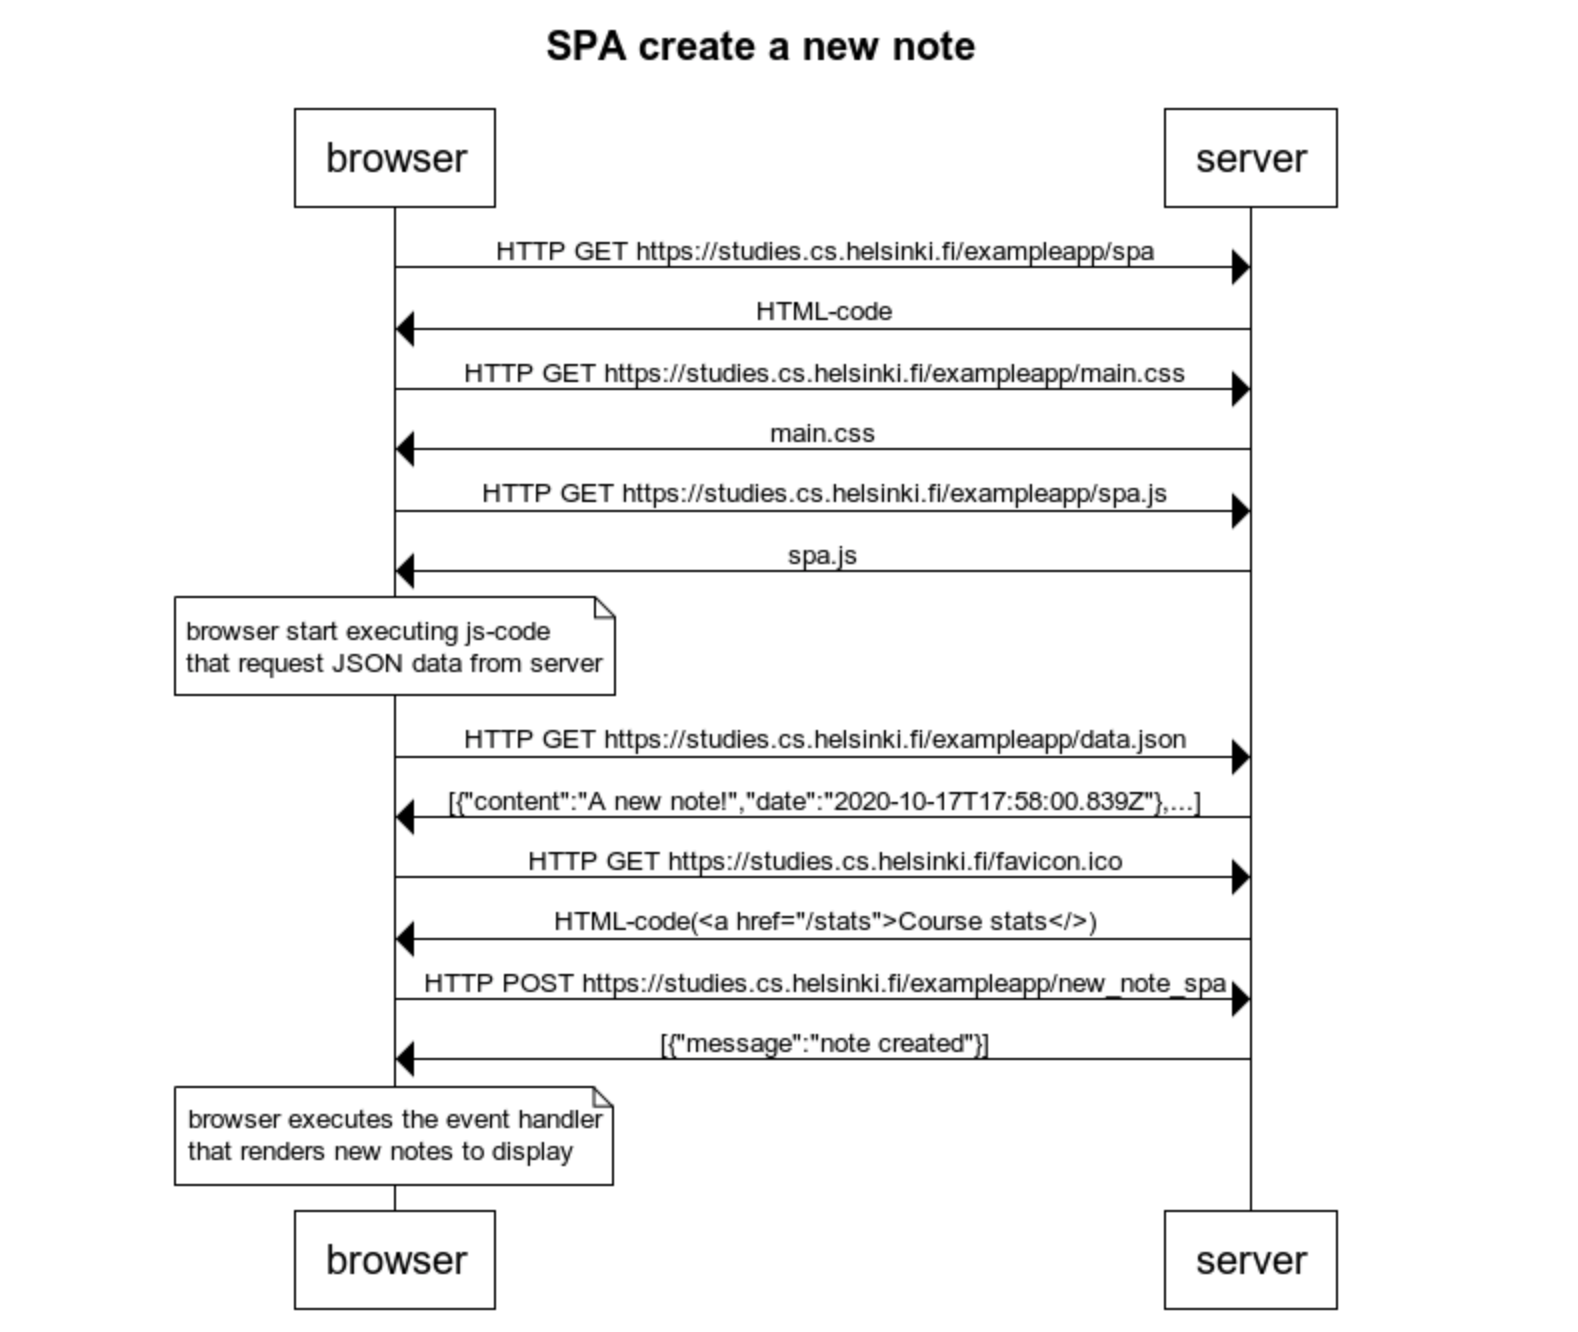 SPA create a new note
browser
server
HTTP GET https://studies.cs.helsinki.fi/exampleapp/spa
HTML-code
HTTP GET https://studies.cs.helsinki.fi/exampleapp/main.css
main.css
HTTP GET https://studies.cs.helsinki.fi/exampleapp/spa.js
spa.js
browser start executing js-code
that request JSON data from server
HTTP GET https://studies.cs.helsinki.fi/exampleapp/data.json
[{"content":"A new note!","date":"2020-10-17T17:58:00.839Z"},...]
HTTP GET https://studies.cs.helsinki.fi/favicon.ico
HTML-code(<a href="/stats">Course stats</>)
HTTP POST https://studies.cs.helsinki.fi/exampleapp/new_note_spa
[{"message":"note created"}]
browser executes the event handler
that renders new notes to display
browser
server